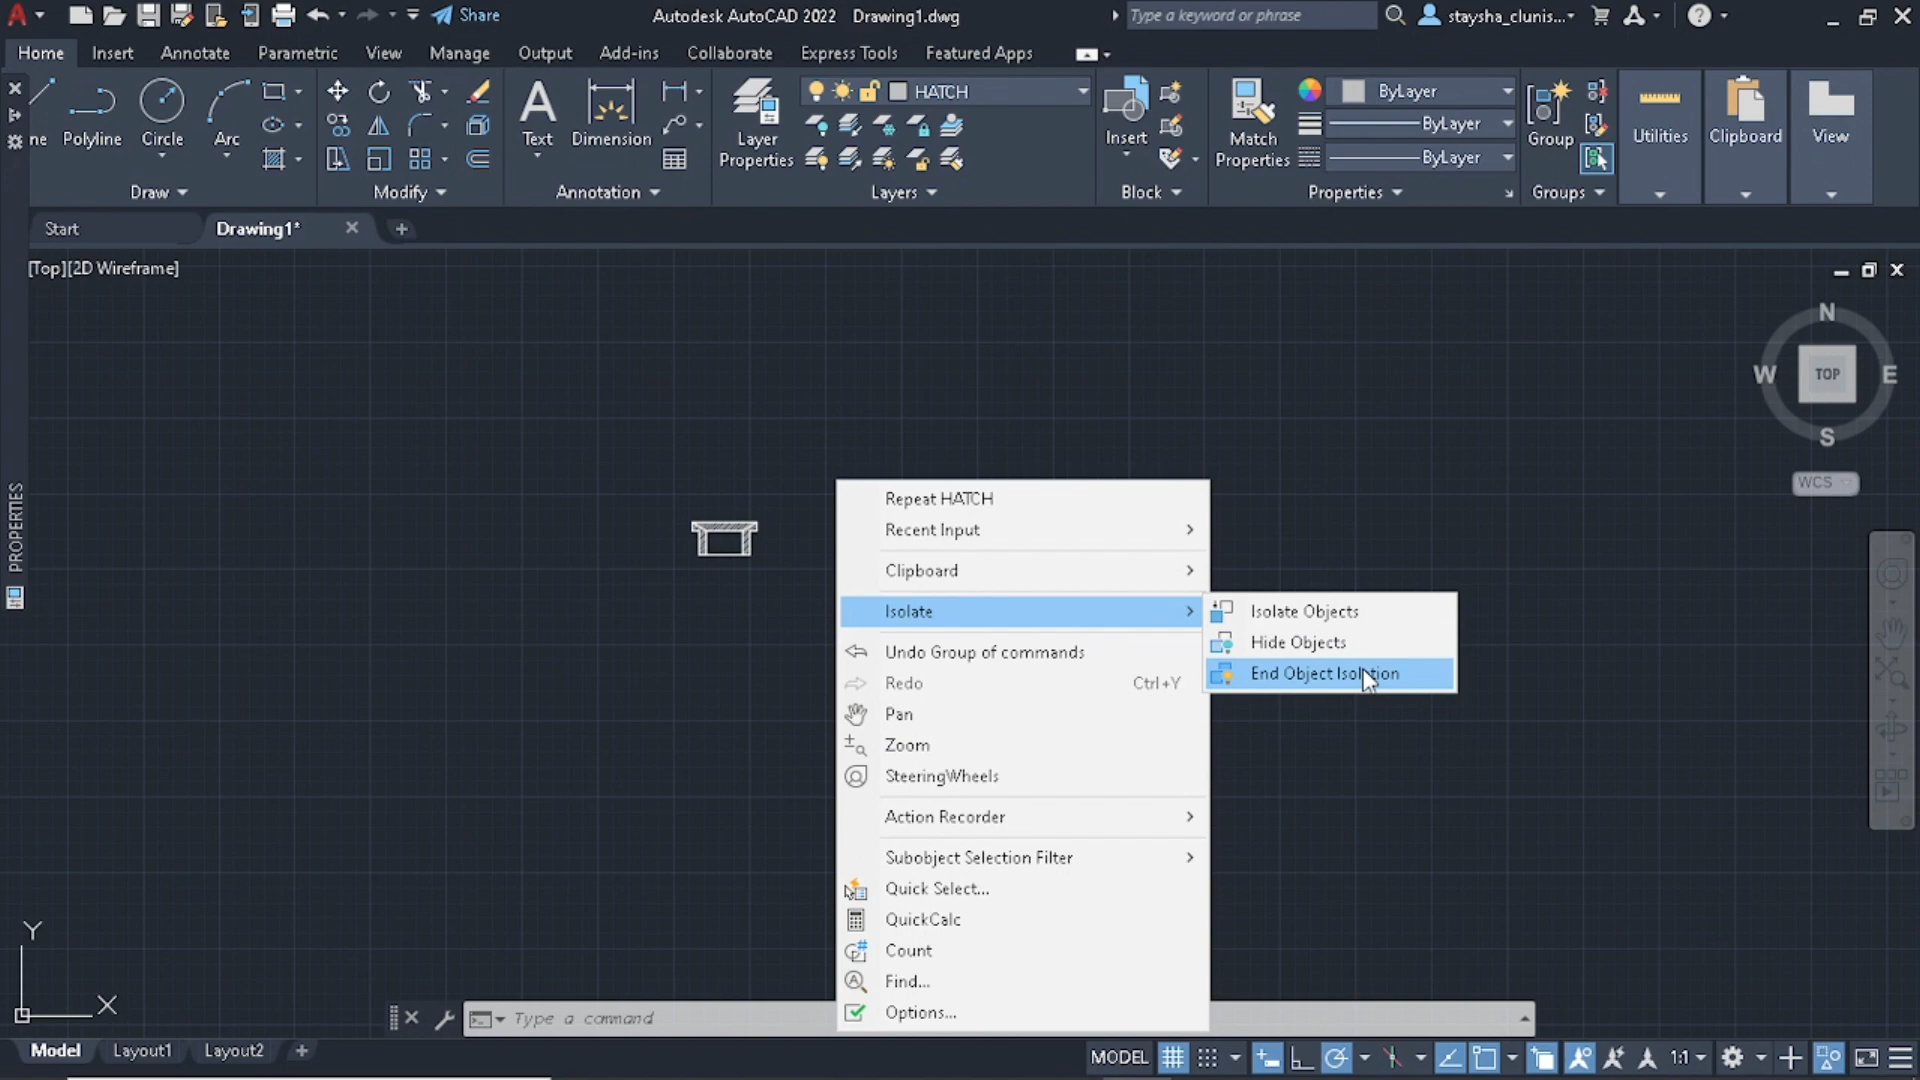 Share
Autodesk AutoCAD 2022 Drawing1.dwg
Type a keyword or phrase
staysha_clunis...
Home Insert Annotate Parametric View Manage Output Add-ins Collaborate Express Tools Featured Apps
ne Polyline Circle Arc
Draw
Modify
Text Dimension
Annotation
Layer Properties
HATCH
Layers
Insert
Block
Match Properties
ByLayer
ByLayer
ByLayer
Properties
Group
Groups
Utilities
Clipboard
View
Start Drawing1*
[Top][2D Wireframe]
N
W TOP E
S
WCS
PROPERTIES
Repeat HATCH
Recent Input
Clipboard
Isolate
Undo Group of commands
Redo Ctrl+Y
Pan
Zoom
SteeringWheels
Action Recorder
Subobject Selection Filter
Quick Select...
QuickCalc
Count
Find...
Options...
Isolate Objects
Hide Objects
End Object Isolation
Y
X
Type a command
Model Layout1 Layout2
MODEL 1:1